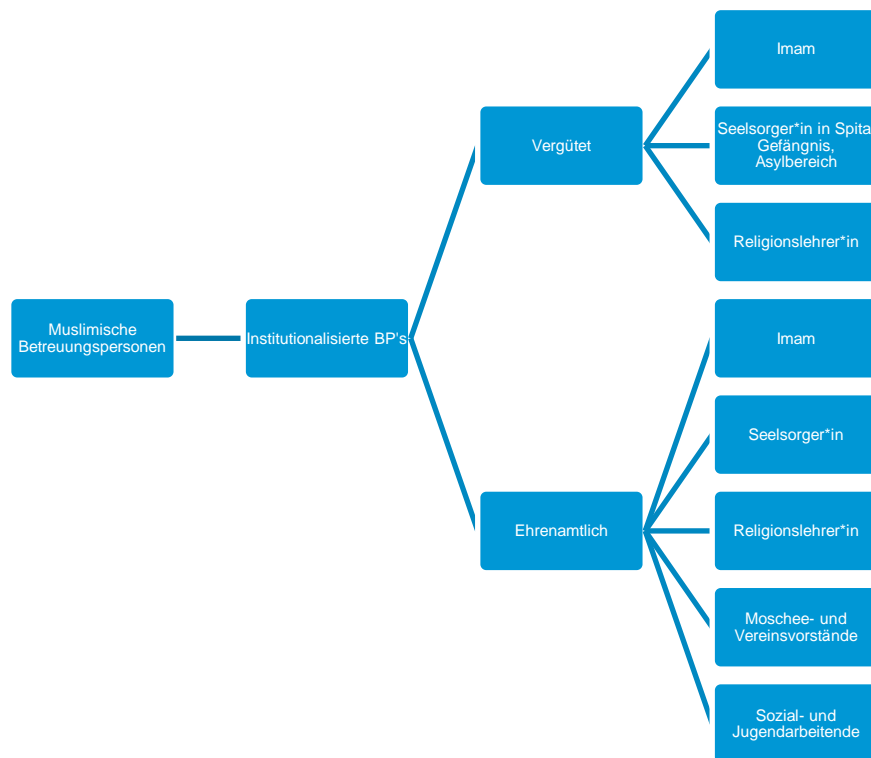 Muslimische
Betreuungspersonen
Institutionalisierte BP's
Vergütet
Imam
Seelsorger*in in Spita
Gefängnis,
Asylbereich
Religionslehrer*in
Ehrenamtlich
Imam
Seelsorger*in
Religionslehrer*in
Moschee- und
Vereinsvorstände
Sozial- und
Jugendarbeitende